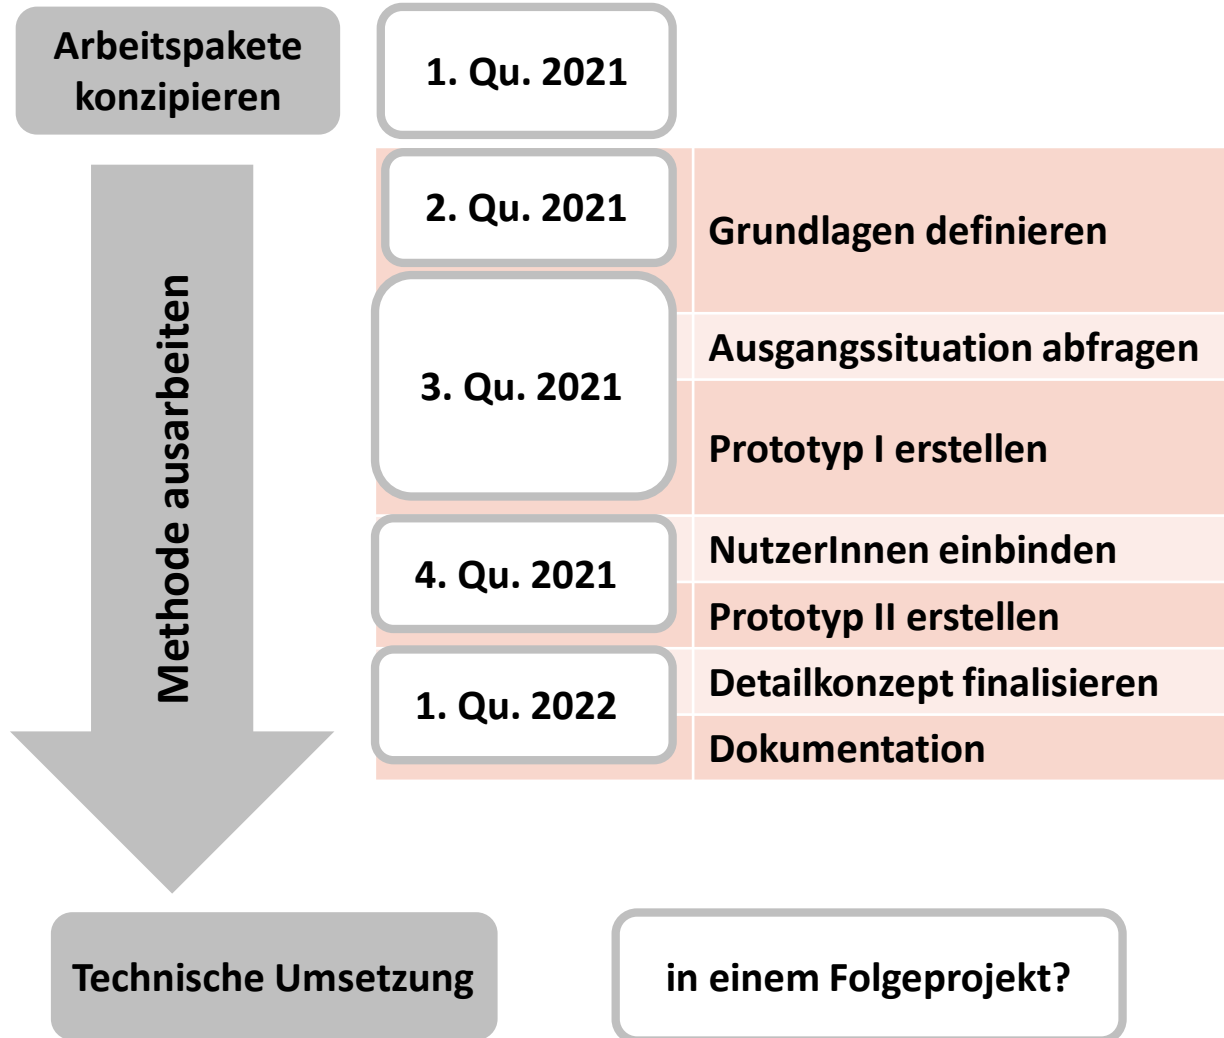 Arbeitspakete
konzipieren
1. Qu. 2021
Methode ausarbeiten
2. Qu. 2021
Grundlagen definieren
3. Qu. 2021
Ausgangssituation abfragen
Prototyp I erstellen
4. Qu. 2021
NutzerInnen einbinden
Prototyp II erstellen
1. Qu. 2022
Detailkonzept finalisieren
Dokumentation
Technische Umsetzung
in einem Folgeprojekt?